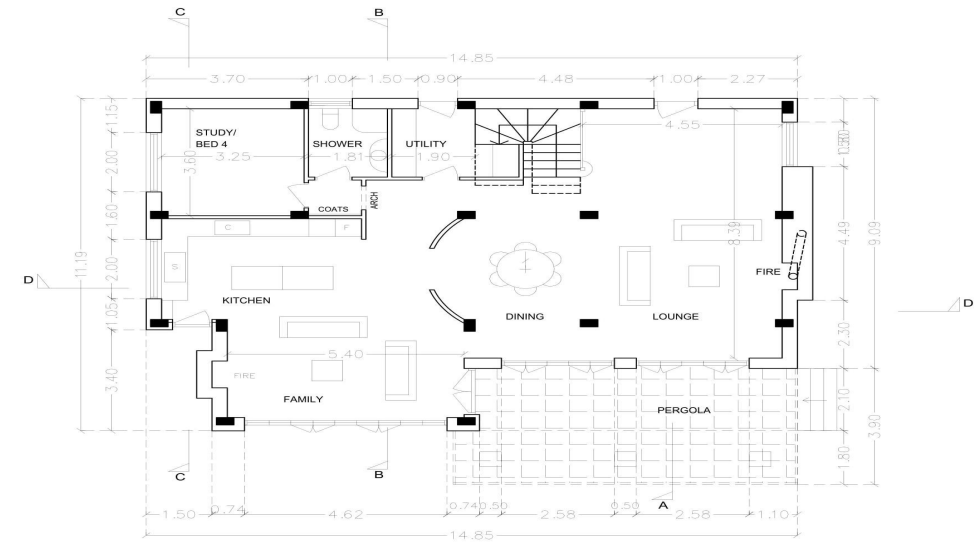 C
B
14.85
3.70
1.00
1.50
0.90
4.48
1.00
2.27
1.15
STUDY/
BED 4
3.25
3.60
SHOWER
1.81
UTILITY
1.90
4.55
2.00
COATS
ARCH
1.60
C
F
8.39
4.49
9.09
11.19
S
2.00
D
KITCHEN
FIRE
D
1.05
DINING
LOUNGE
2.30
5.40
3.40
FIRE
FAMILY
PERGOLA
2.10
3.90
1.80
C
B
A
1.50
0.74
4.62
0.74
0.50
2.58
0.50
2.58
1.10
14.85